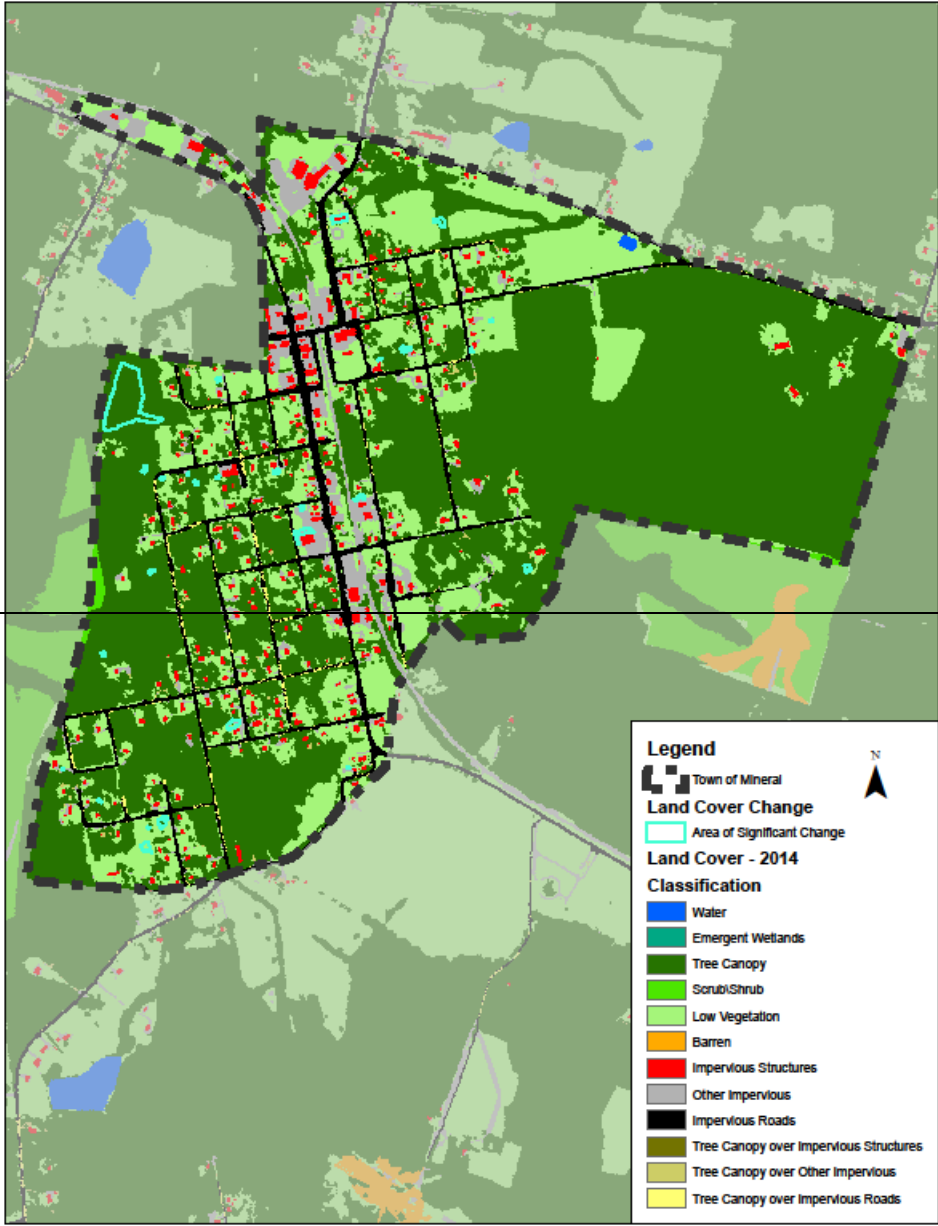 Legend
N
Town of Mineral
Land Cover Change
Area of Significant Change
Land Cover - 2014
Classification
Water
Emergent Wetlands
Tree Canopy
Scrub\Shrub
Low Vegetation
Barren
Impervious Structures
Other Impervious
Impervious Roads
Tree Canopy over Impervious Structures
Tree Canopy over Other Impervious
Tree Canopy over Impervious Roads